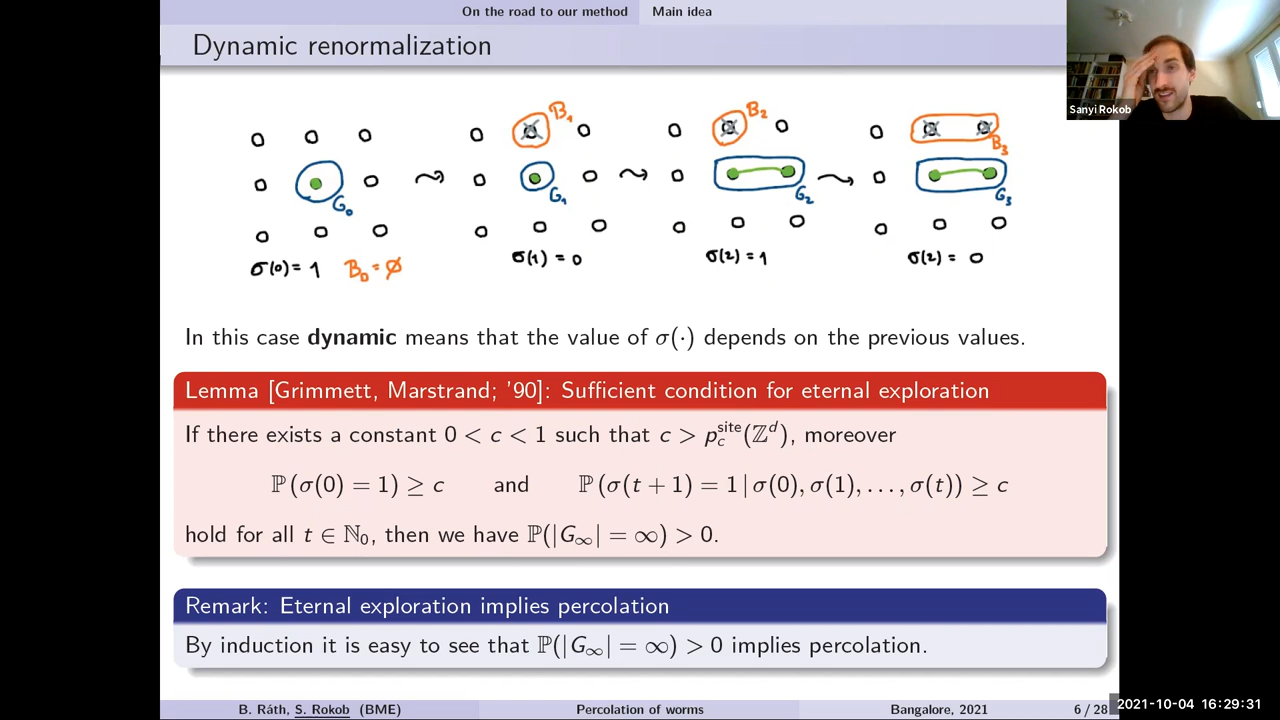 On the road to our method Main idea
Dynamic renormalization
Sanyi Rokob
B₁ B₂ B₃
G₀ G₁ G₂ G₃
σ(0) = 1 B₀ = ∅ σ(1) = 0 σ(2) = 1 σ(2) = 0
In this case dynamic means that the value of σ(·) depends on the previous values.
Lemma [Grimmett, Marstrand; '90]: Sufficient condition for eternal exploration
If there exists a constant 0 < c < 1 such that c > p_c^site(ℤ^d), moreover
ℙ(σ(0) = 1) ≥ c and ℙ(σ(t + 1) = 1 | σ(0), σ(1), …, σ(t)) ≥ c
hold for all t ∈ ℕ₀, then we have ℙ(|G_∞| = ∞) > 0.
Remark: Eternal exploration implies percolation
By induction it is easy to see that ℙ(|G_∞| = ∞) > 0 implies percolation.
B. Ráth, S. Rokob (BME) Percolation of worms Bangalore, 2021 6 / 28
2021-10-04 16:29:31